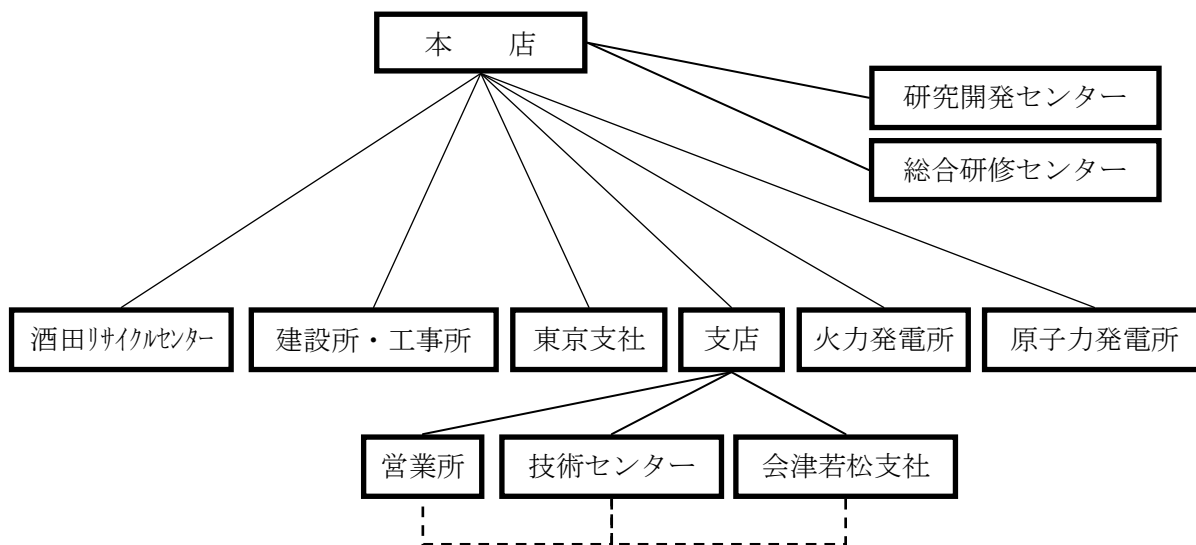 本　　店
研究開発センター
総合研修センター
酒田ﾘｻｲｸﾙｾﾝﾀｰ
建設所・工事所
東京支社
支店
火力発電所
原子力発電所
営業所
技術センター
会津若松支社